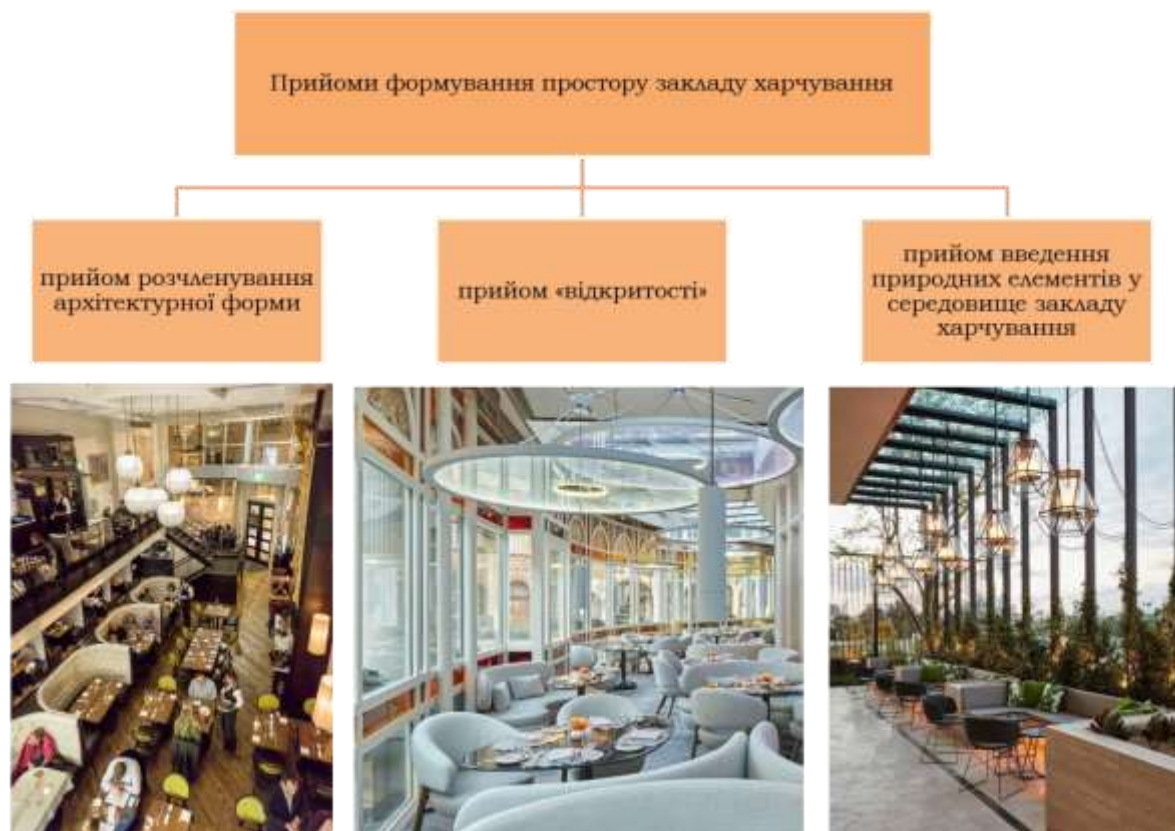 Прийоми формування простору закладу харчування
прийом розчленування
архітектурної форми
прийом «відкритості»
прийом введення
природних елементів у
середовище закладу
харчування